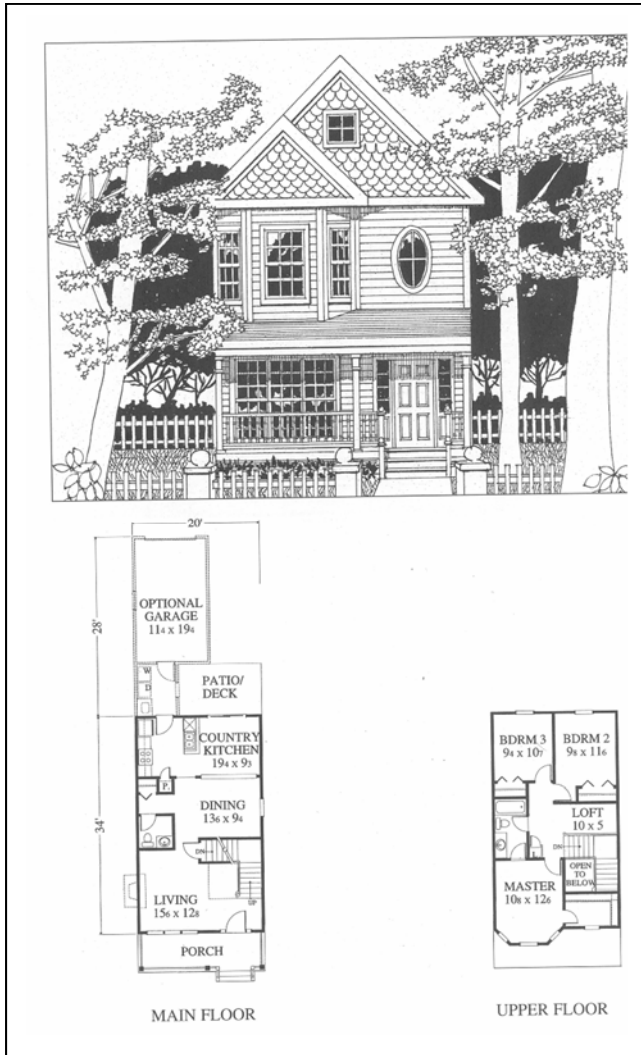 20'
28'
OPTIONAL
GARAGE
11⁴ x 19⁴
W
D
PATIO/
DECK
34'
COUNTRY
KITCHEN
19⁴ x 9³
P.
DINING
13⁶ x 9⁴
DN
UP
LIVING
15⁶ x 12⁸
PORCH
MAIN FLOOR
BDRM 3
9⁴ x 10⁷
BDRM 2
9⁸ x 11⁶
LOFT
10 x 5
L
DN
OPEN
TO
BELOW
MASTER
10⁸ x 12⁶
UPPER FLOOR